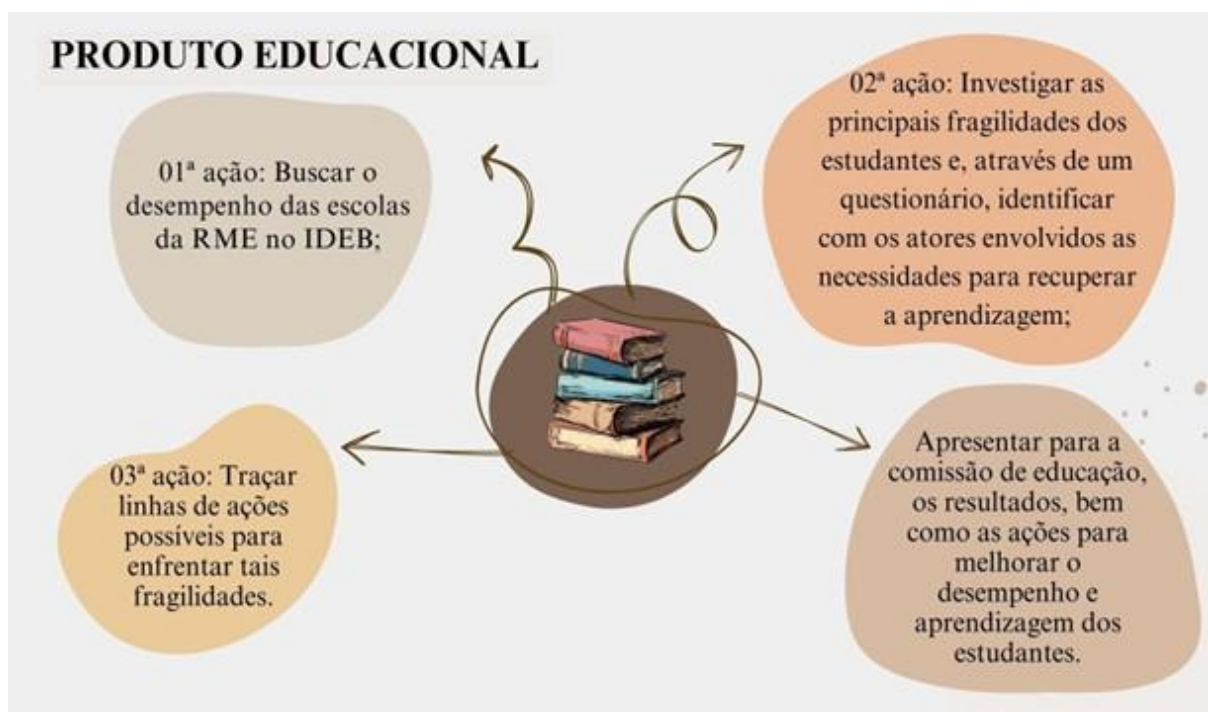 PRODUTO EDUCACIONAL
01ª ação: Buscar o
desempenho das escolas
da RME no IDEB;
02ª ação: Investigar as
principais fragilidades dos
estudantes e, através de um
questionário, identificar
com os atores envolvidos as
necessidades para recuperar
a aprendizagem;
03ª ação: Traçar
linhas de ações
possíveis para
enfrentar tais
fragilidades.
Apresentar para a
comissão de educação,
os resultados, bem
como as ações para
melhorar o
desempenho e
aprendizagem dos
estudantes.